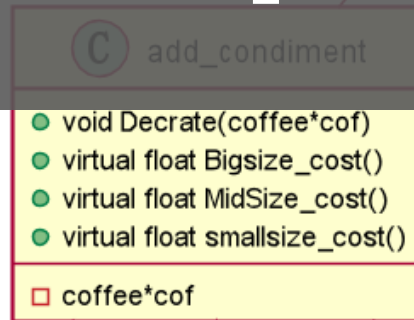 C add_condiment
void Decrate(coffee*cof)
virtual float Bigsize_cost()
virtual float MidSize_cost()
virtual float smallsize_cost()
coffee*cof